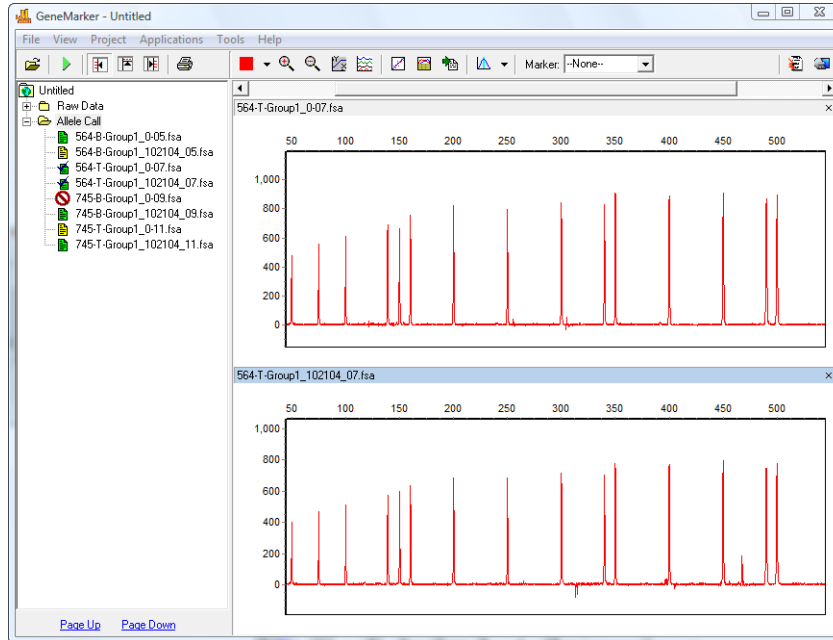 GeneMarker - Untitled
File View Project Applications Tools Help
Marker: --None--
Untitled
Raw Data
Allele Call
564-B-Group1_0-05.fsa
564-B-Group1_102104_05.fsa
564-T-Group1_0-07.fsa
564-T-Group1_102104_07.fsa
745-B-Group1_0-09.fsa
745-B-Group1_102104_09.fsa
745-T-Group1_0-11.fsa
745-T-Group1_102104_11.fsa
Page Up Page Down
564-T-Group1_0-07.fsa
50 100 150 200 250 300 350 400 450 500
1,000
800
600
400
200
0
564-T-Group1_102104_07.fsa
50 100 150 200 250 300 350 400 450 500
1,000
800
600
400
200
0